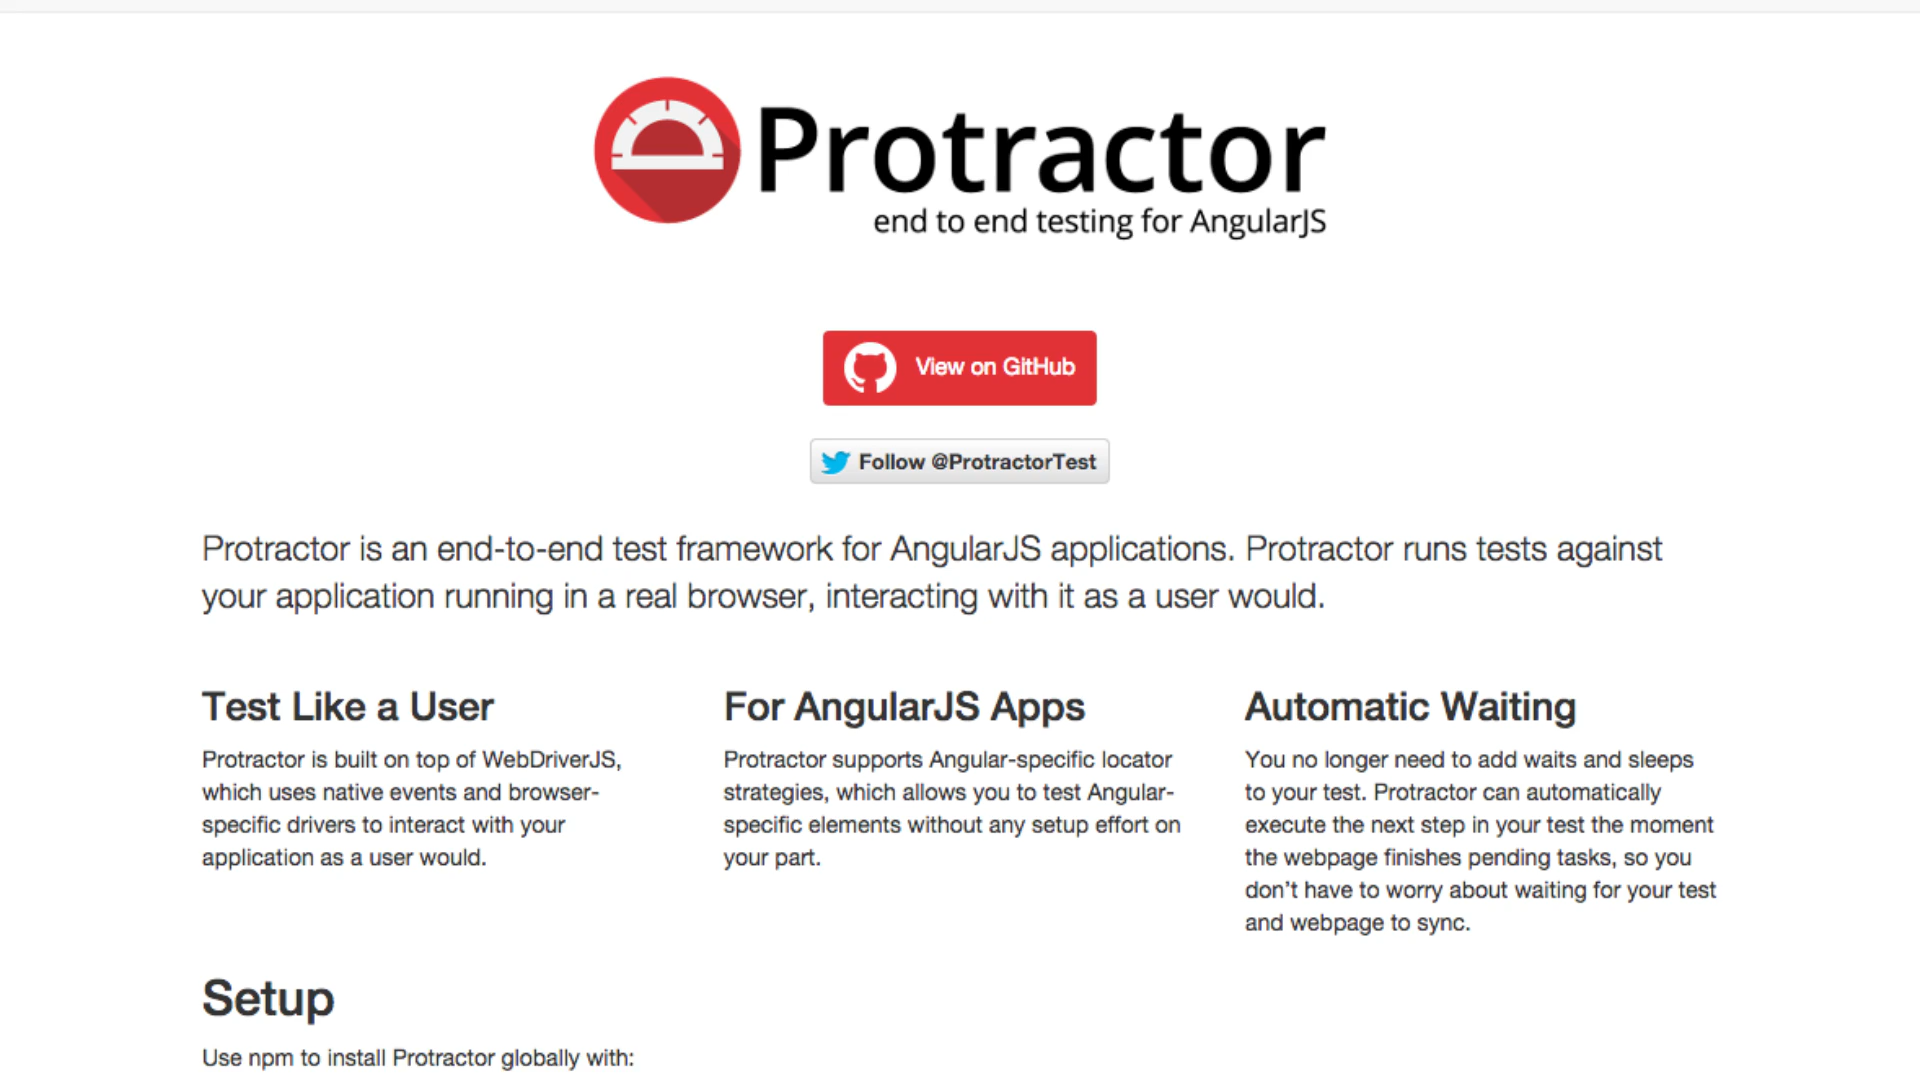 Protractor
end to end testing for AngularJS
View on GitHub
Follow @ProtractorTest
Protractor is an end-to-end test framework for AngularJS applications. Protractor runs tests against
your application running in a real browser, interacting with it as a user would.
Test Like a User
Protractor is built on top of WebDriverJS,
which uses native events and browser-
specific drivers to interact with your
application as a user would.
For AngularJS Apps
Protractor supports Angular-specific locator
strategies, which allows you to test Angular-
specific elements without any setup effort on
your part.
Automatic Waiting
You no longer need to add waits and sleeps
to your test. Protractor can automatically
execute the next step in your test the moment
the webpage finishes pending tasks, so you
don’t have to worry about waiting for your test
and webpage to sync.
Setup
Use npm to install Protractor globally with: